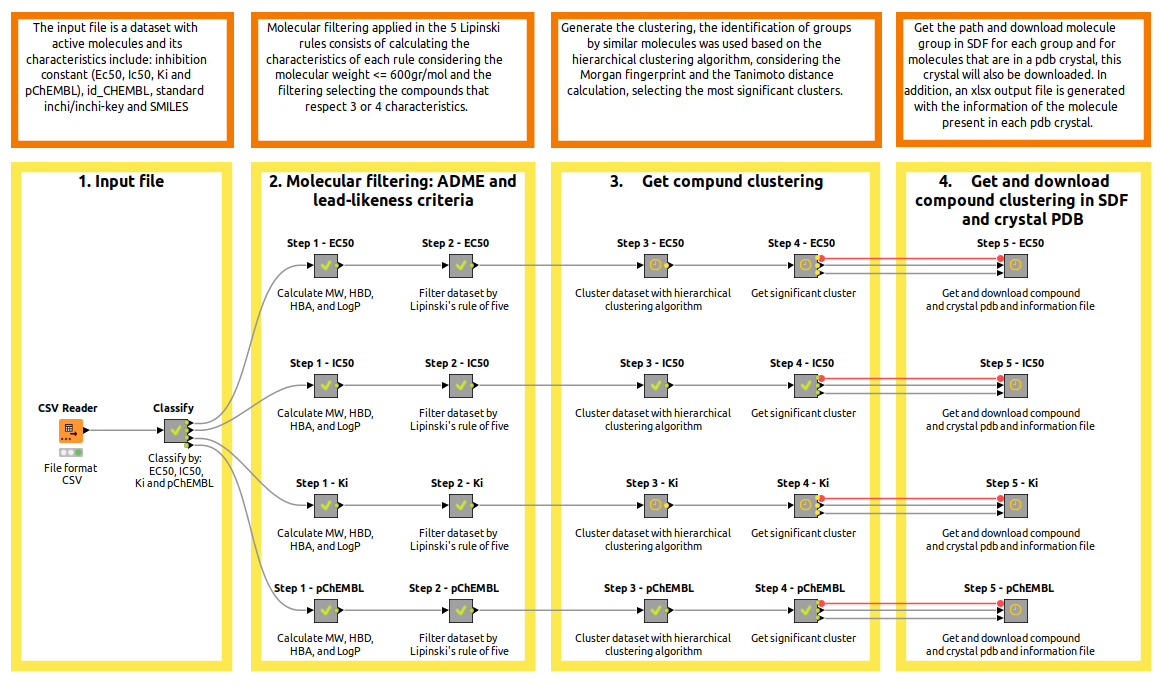 The input file is a dataset with
active molecules and its
characteristics include: inhibition
constant (Ec50, Ic50, Ki and
pChEMBL), id_CHEMBL, standard
inchi/inchi-key and SMILES
Molecular filtering applied in the 5 Lipinski
rules consists of calculating the
characteristics of each rule considering the
molecular weight <= 600gr/mol and the
filtering selecting the compounds that
respect 3 or 4 characteristics.
Generate the clustering, the identification of groups
by similar molecules was used based on the
hierarchical clustering algorithm, considering the
Morgan fingerprint and the Tanimoto distance
calculation, selecting the most significant clusters.
Get the path and download molecule
group in SDF for each group and for
molecules that are in a pdb crystal, this
crystal will also be downloaded. In
addition, an xlsx output file is generated
with the information of the molecule
present in each pdb crystal.
1. Input file
CSV Reader
File format
CSV
Classify
Classify by:
EC50, IC50,
Ki and pChEMBL
2. Molecular filtering: ADME and
lead-likeness criteria
3. Get compund clustering
4. Get and download
compound clustering in SDF
and crystal PDB
Step 1 - EC50
Calculate MW, HBD,
HBA, and LogP
Step 2 - EC50
Filter dataset by
Lipinski's rule of five
Step 3 - EC50
Cluster dataset with hierarchical
clustering algorithm
Step 4 - EC50
Get significant cluster
Step 5 - EC50
Get and download compound
and crystal pdb and information file
Step 1 - IC50
Calculate MW, HBD,
HBA, and LogP
Step 2 - IC50
Filter dataset by
Lipinski's rule of five
Step 3 - IC50
Cluster dataset with hierarchical
clustering algorithm
Step 4 - IC50
Get significant cluster
Step 5 - IC50
Get and download compound
and crystal pdb and information file
Step 1 - Ki
Calculate MW, HBD,
HBA, and LogP
Step 2 - Ki
Filter dataset by
Lipinski's rule of five
Step 3 - Ki
Cluster dataset with hierarchical
clustering algorithm
Step 4 - Ki
Get significant cluster
Step 5 - Ki
Get and download compound
and crystal pdb and information file
Step 1 - pChEMBL
Calculate MW, HBD,
HBA, and LogP
Step 2 - pChEMBL
Filter dataset by
Lipinski's rule of five
Step 3 - pChEMBL
Cluster dataset with hierarchical
clustering algorithm
Step 4 - pChEMBL
Get significant cluster
Step 5 - pChEMBL
Get and download compound
and crystal pdb and information file